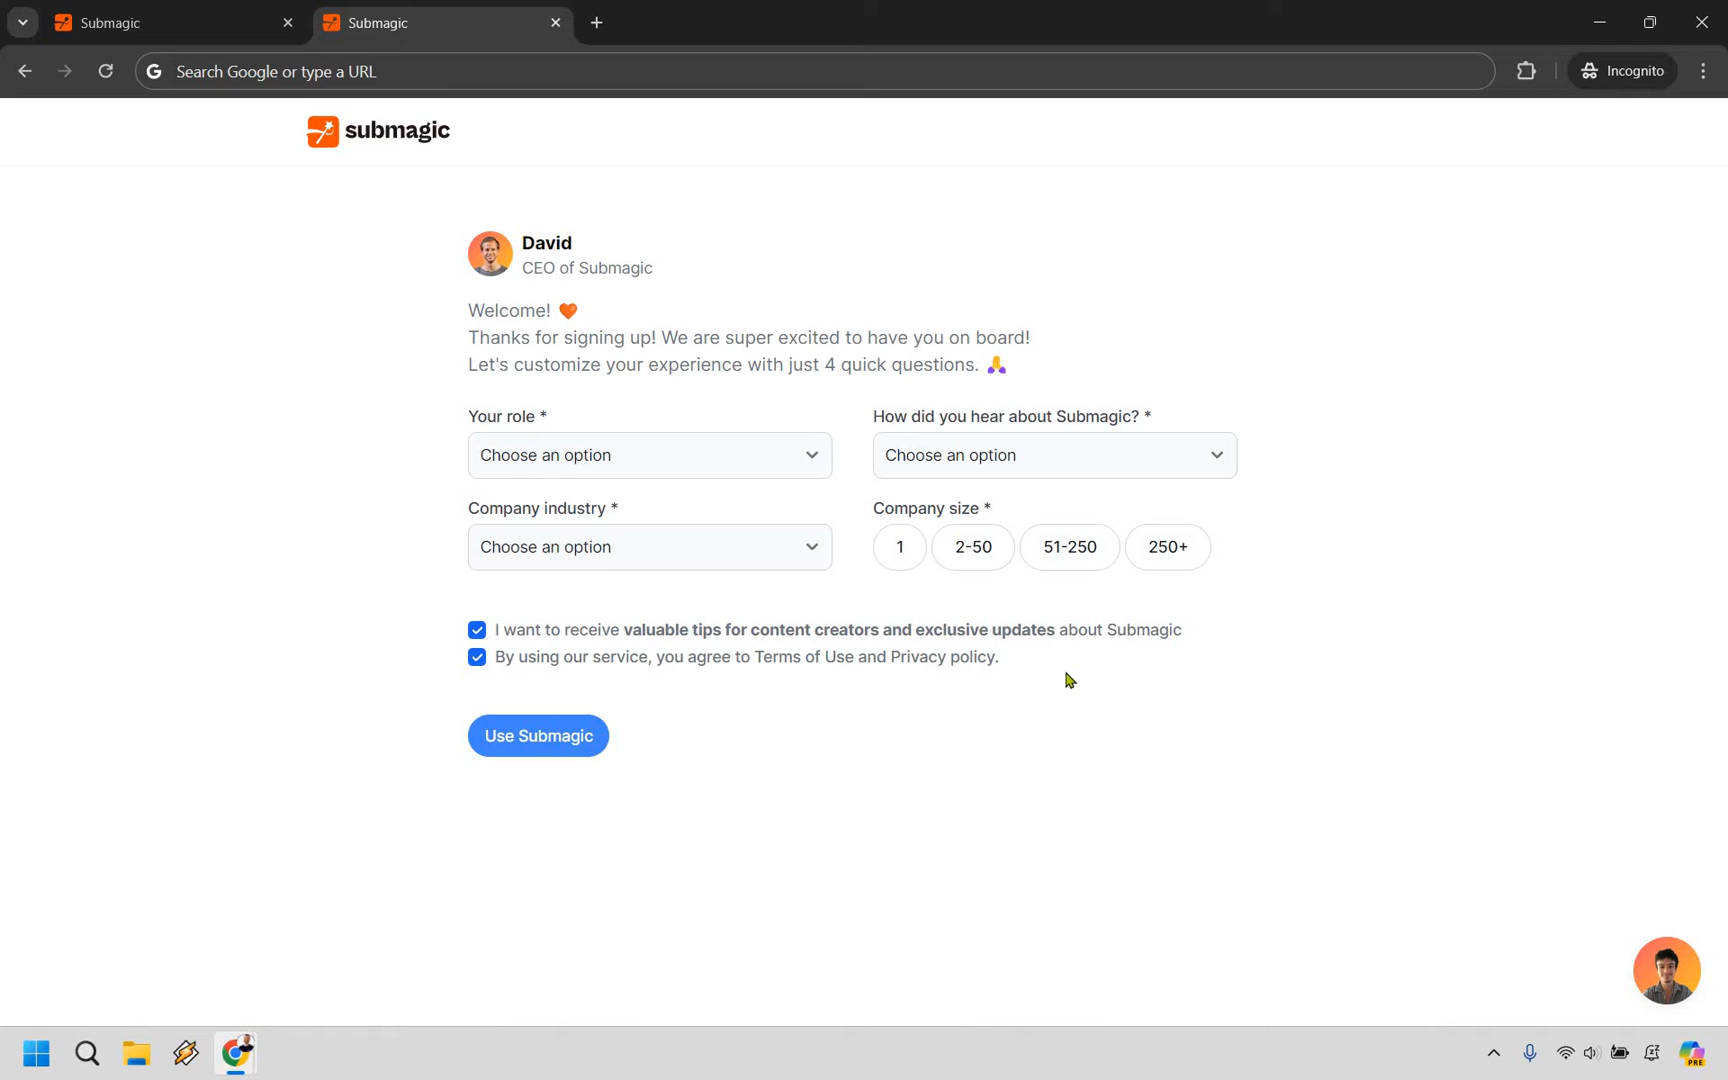 Submagic
Submagic
Search Google or type a URL
Incognito
submagic
David
CEO of Submagic
Welcome! 🧡
Thanks for signing up! We are super excited to have you on board!
Let's customize your experience with just 4 quick questions. 🙏
Your role *
How did you hear about Submagic? *
Choose an option
Choose an option
Company industry *
Company size *
Choose an option
1 2-50 51-250 250+
I want to receive valuable tips for content creators and exclusive updates about Submagic
By using our service, you agree to Terms of Use and Privacy policy.
Use Submagic
PRE